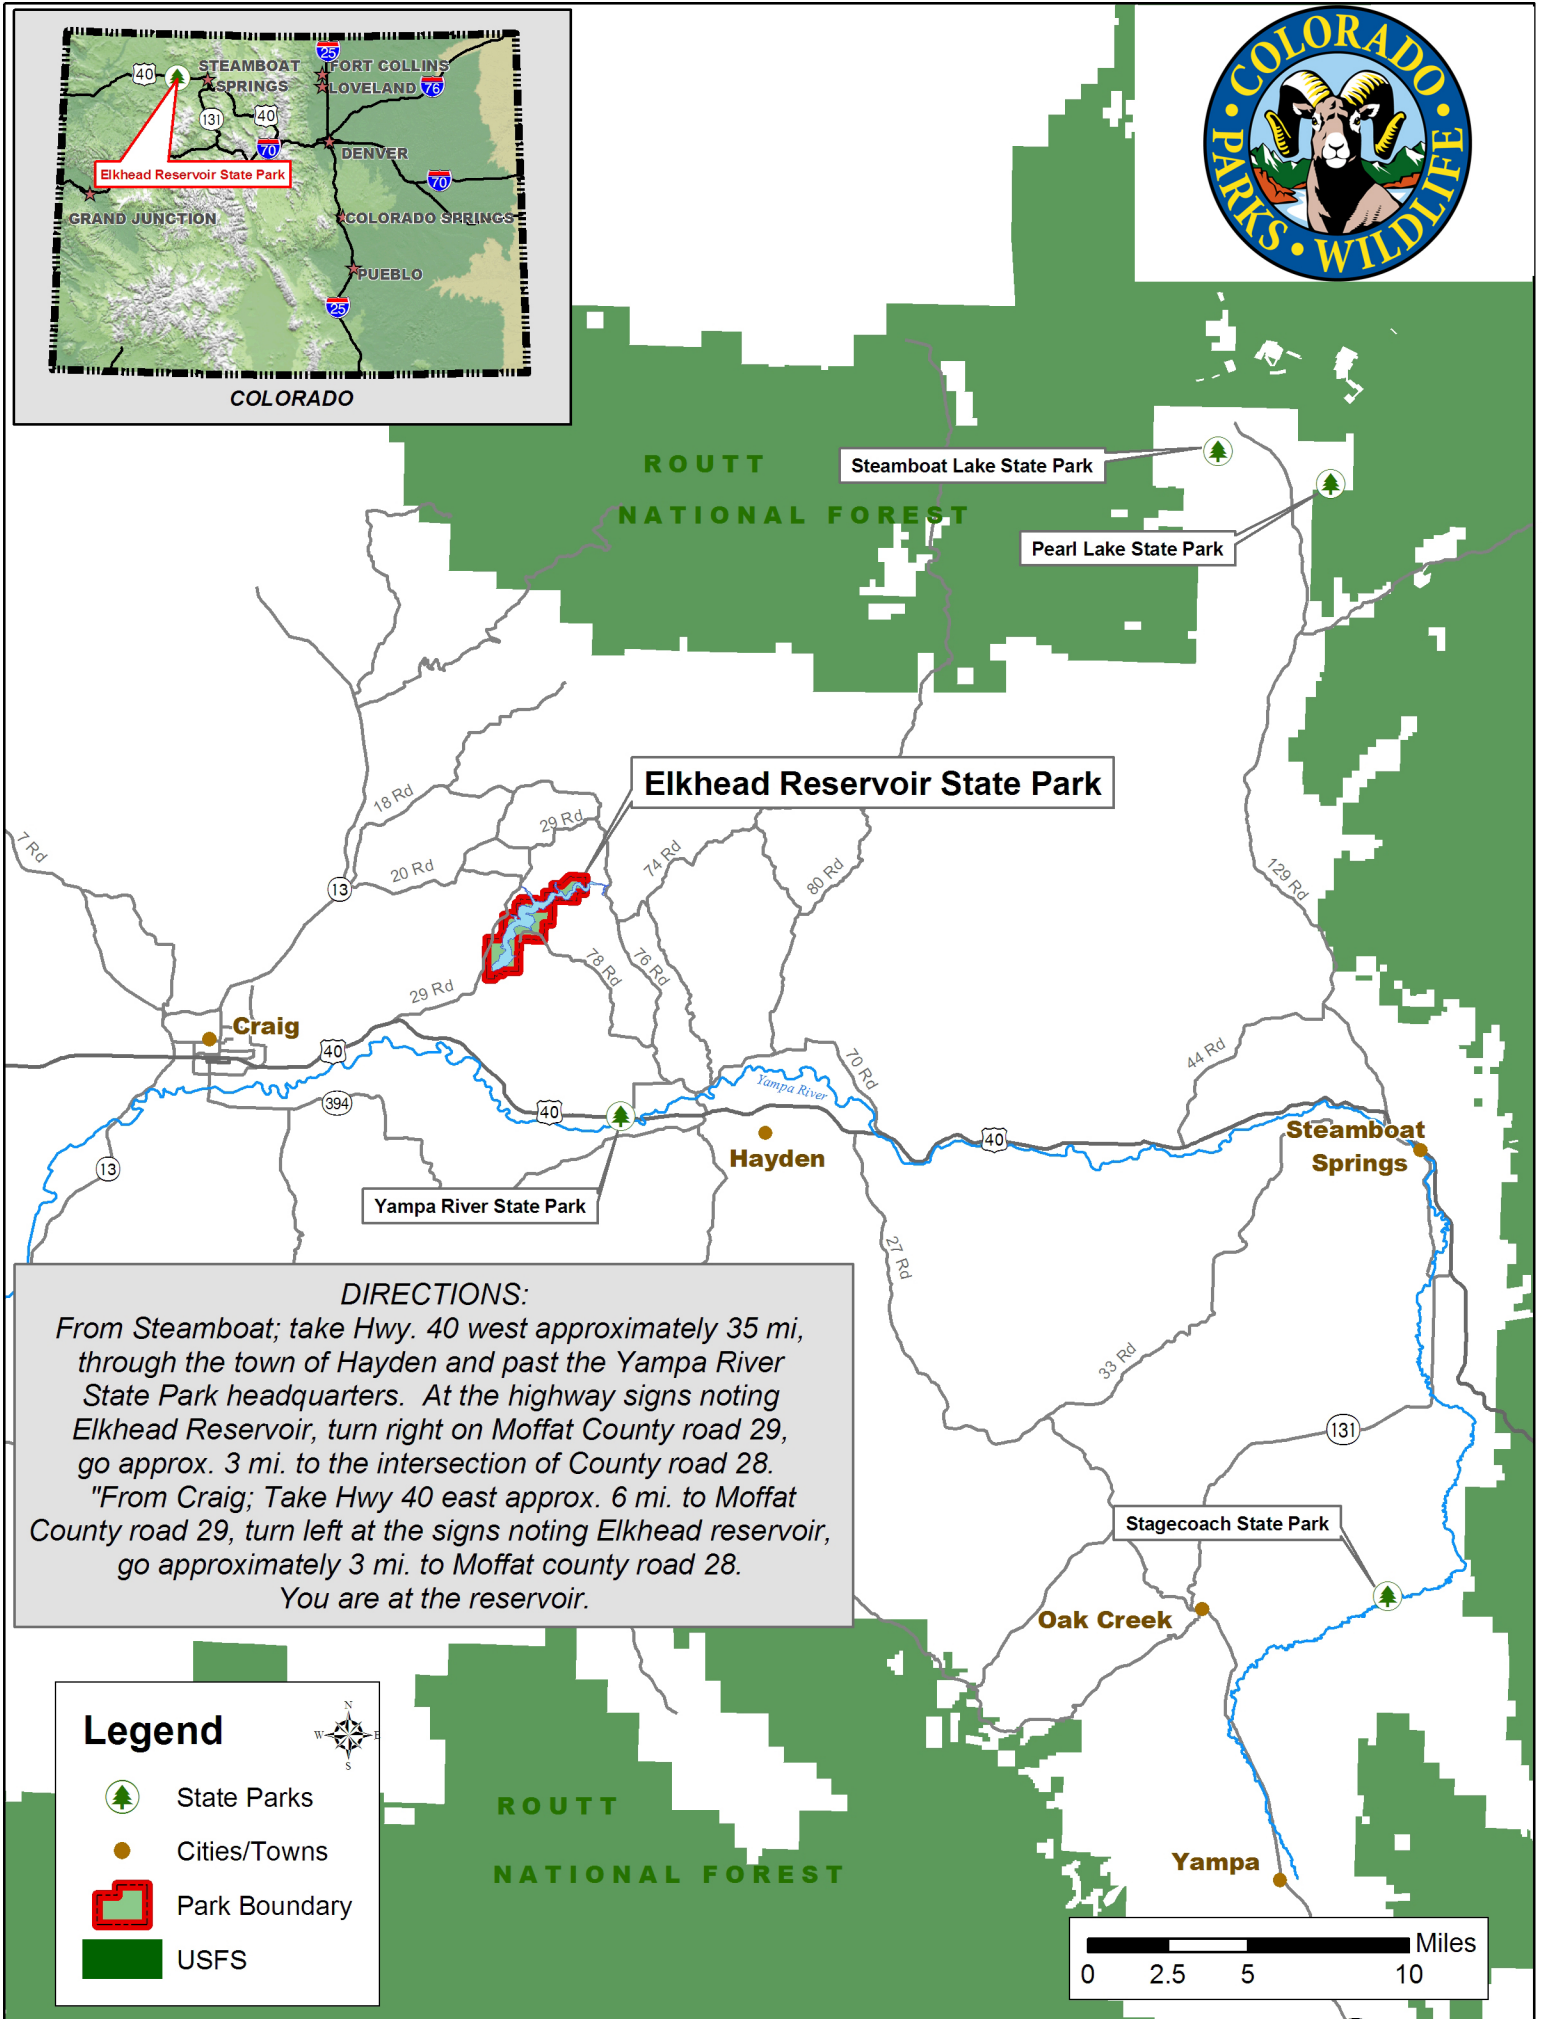 40
STEAMBOAT
SPRINGS
25
FORT COLLINS
LOVELAND
76
131
40
70
DENVER
Elkhead Reservoir State Park
70
GRAND JUNCTION
COLORADO SPRINGS
PUEBLO
25
COLORADO
COLORADO
PARKS • WILDLIFE
ROUTT
NATIONAL FOREST
Steamboat Lake State Park
Pearl Lake State Park
Elkhead Reservoir State Park
18 Rd
29 Rd
7 Rd
20 Rd
13
74 Rd
80 Rd
129 Rd
78 Rd
76 Rd
29 Rd
Craig
40
394
13
40
Yampa River
70 Rd
44 Rd
40
Hayden
Steamboat
Springs
Yampa River State Park
27 Rd
33 Rd
131
DIRECTIONS:
From Steamboat; take Hwy. 40 west approximately 35 mi,
through the town of Hayden and past the Yampa River
State Park headquarters. At the highway signs noting
Elkhead Reservoir, turn right on Moffat County road 29,
go approx. 3 mi. to the intersection of County road 28.
"From Craig; Take Hwy 40 east approx. 6 mi. to Moffat
County road 29, turn left at the signs noting Elkhead reservoir,
go approximately 3 mi. to Moffat county road 28.
You are at the reservoir.
Stagecoach State Park
Oak Creek
Yampa
ROUTT
NATIONAL FOREST
Legend
N
W
E
S
State Parks
Cities/Towns
Park Boundary
USFS
Miles
0 2.5 5 10